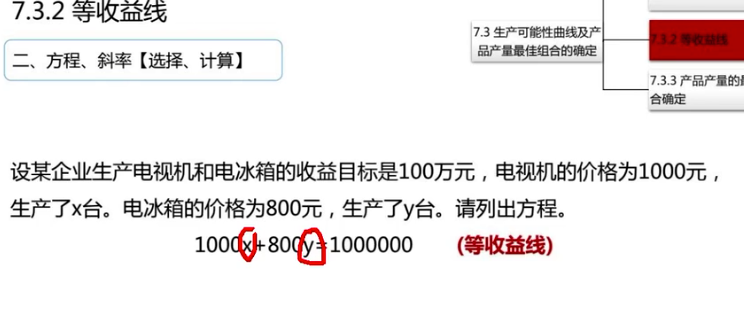 7.3.2 等收益线
二、方程、斜率【选择、计算】
7.3 生产可能性曲线及产
品产量最佳组合的确定
7.3.2 等收益线
7.3.3 产品产量的
合确定
设某企业生产电视机和电冰箱的收益目标是100万元，电视机的价格为1000元，
生产了x台。电冰箱的价格为800元，生产了y台。请列出方程。
1000x+800y=1000000 (等收益线)